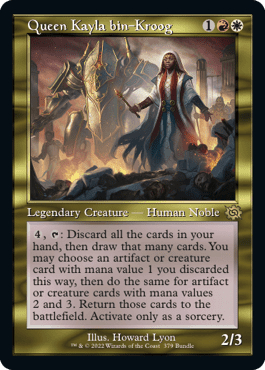 Queen Kayla bin-Kroog 1
Legendary Creature — Human Noble
4, : Discard all the cards in your
hand, then draw that many cards. You
may choose an artifact or creature
card with mana value 1 you discarded
this way, then do the same for artifact
or creature cards with mana values
2 and 3. Return those cards to the
battlefield. Activate only as a sorcery.
Illus. Howard Lyon
™ & © 2022 Wizards of the Coast 379 Bundle
2/3